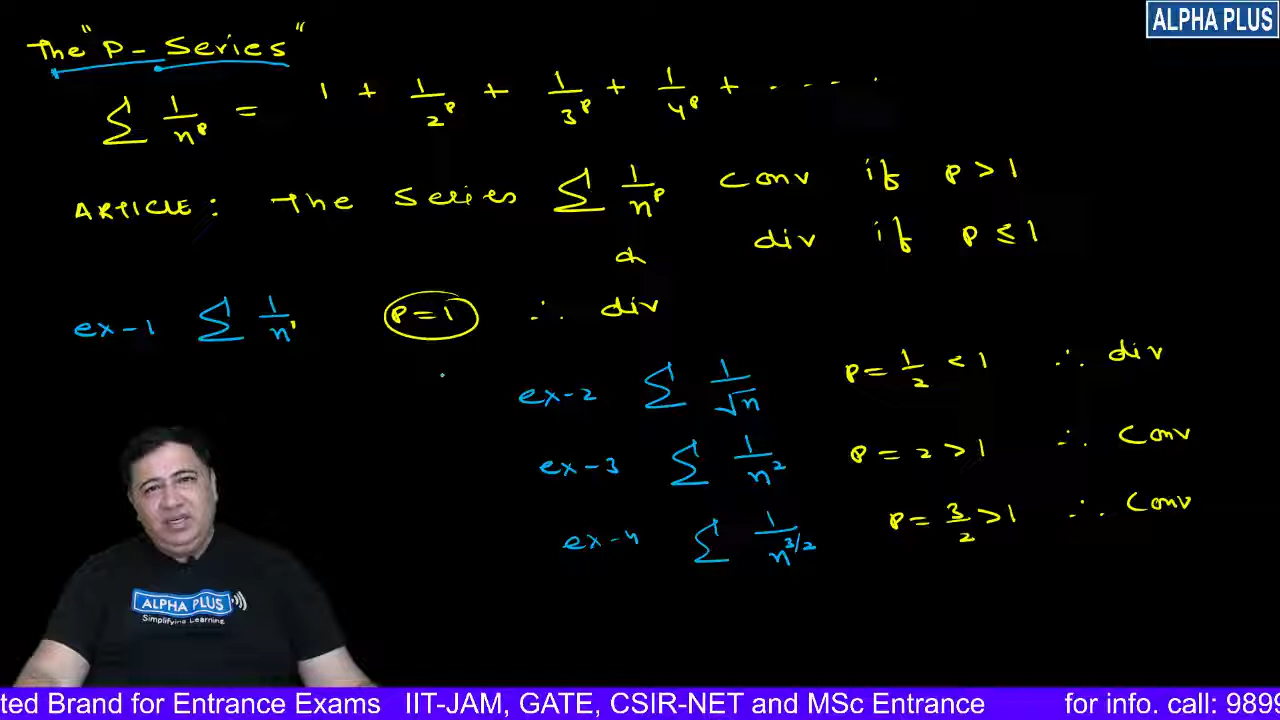 The "P - Series"
ALPHA PLUS
∑ 1/n^p = 1 + 1/2^p + 1/3^p + 1/4^p + - - - - .
ARTICLE : The Series ∑ 1/n^p conv if p > 1
& div if p ≤ 1
ex-1 ∑ 1/n^1 p = 1 ∴ div
ex-2 ∑ 1/√n p = 1/2 < 1 ∴ div
ex-3 ∑ 1/n^2 p = 2 > 1 ∴ Conv
ex-4 ∑ 1/n^3/2 p = 3/2 > 1 ∴ Conv
ALPHA PLUS
Simplifying Learning
ted Brand for Entrance Exams IIT-JAM, GATE, CSIR-NET and MSc Entrance for info. call: 9899